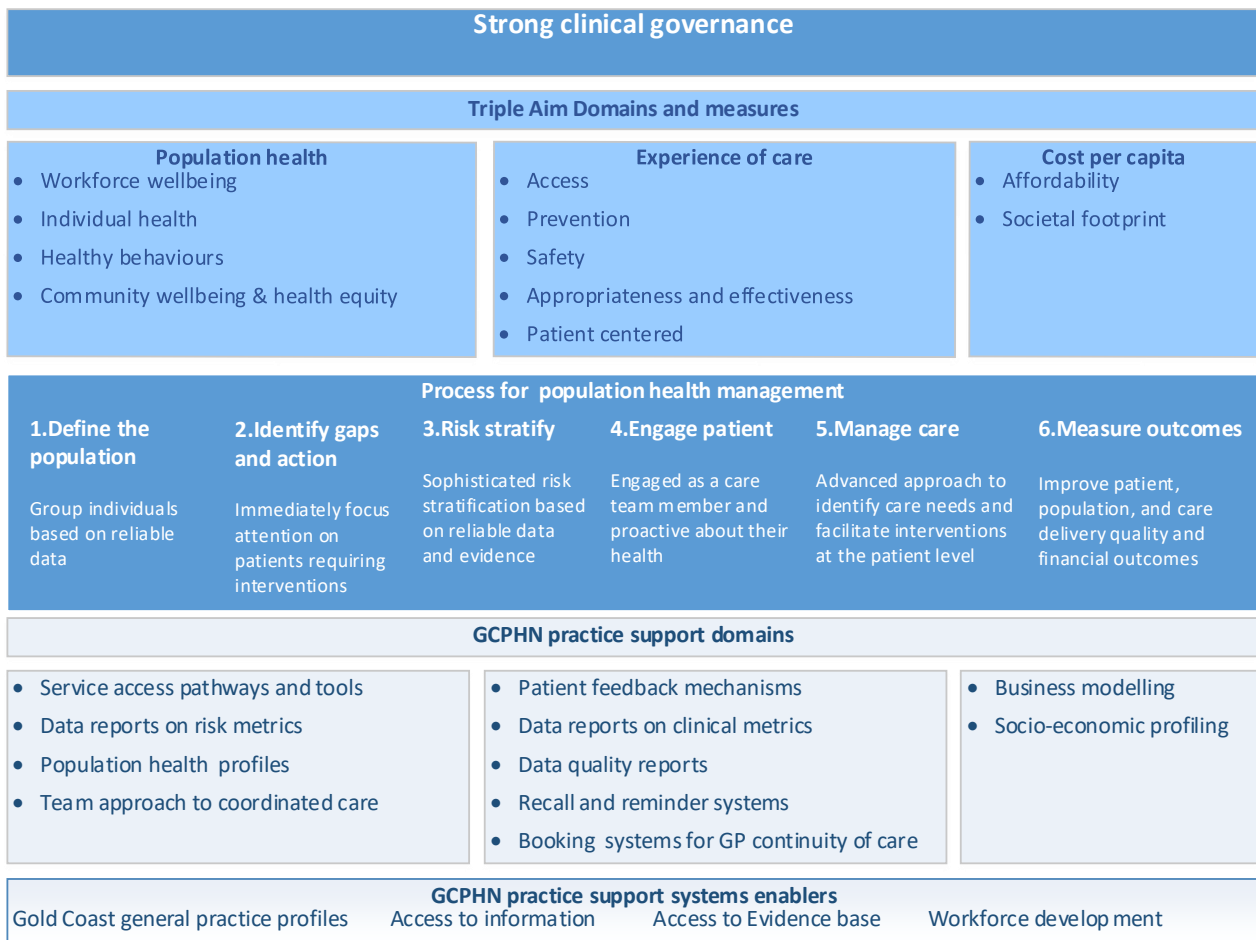 Strong clinical governance
Triple Aim Domains and measures
Population health
• Workforce wellbeing
• Individual health
• Healthy behaviours
• Community wellbeing & health equity
Experience of care
• Access
• Prevention
• Safety
• Appropriateness and effectiveness
• Patient centered
Cost per capita
• Affordability
• Societal footprint
Process for population health management
1.Define the
population
Group individuals
based on reliable
data
2.Identify gaps
and action
Immediately focus
attention on
patients requiring
interventions
3.Risk stratify
Sophisticated risk
stratification based
on reliable data
and evidence
4.Engage patient
Engaged as a care
team member and
proactive about their
health
5.Manage care
Advanced approach to
identify care needs and
facilitate interventions
at the patient level
6.Measure outcomes
Improve patient,
population, and care
delivery quality and
financial outcomes
GCPHN practice support domains
• Service access pathways and tools
• Data reports on risk metrics
• Population health profiles
• Team approach to coordinated care
• Patient feedback mechanisms
• Data reports on clinical metrics
• Data quality reports
• Recall and reminder systems
• Booking systems for GP continuity of care
• Business modelling
• Socio-economic profiling
GCPHN practice support systems enablers
Gold Coast general practice profiles Access to information Access to Evidence base Workforce development